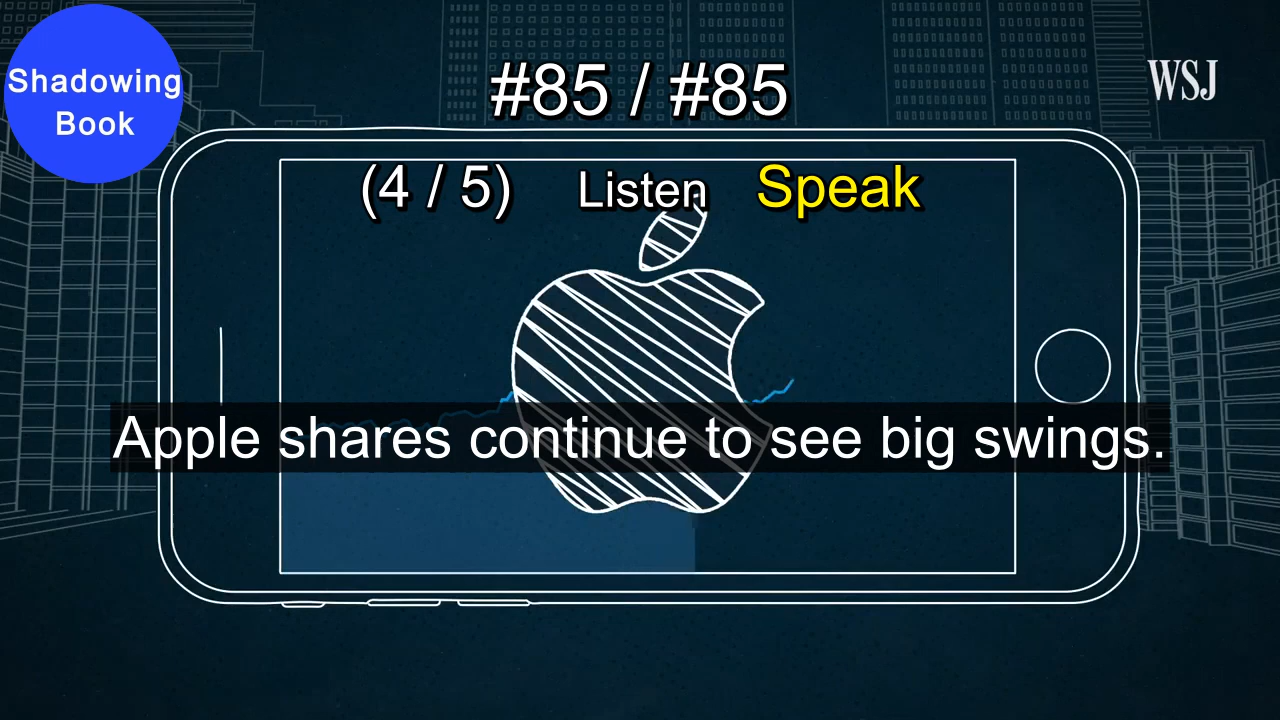 Shadowing
Book
#85 / #85
WSJ
(4 / 5) Listen Speak
Apple shares continue to see big swings.